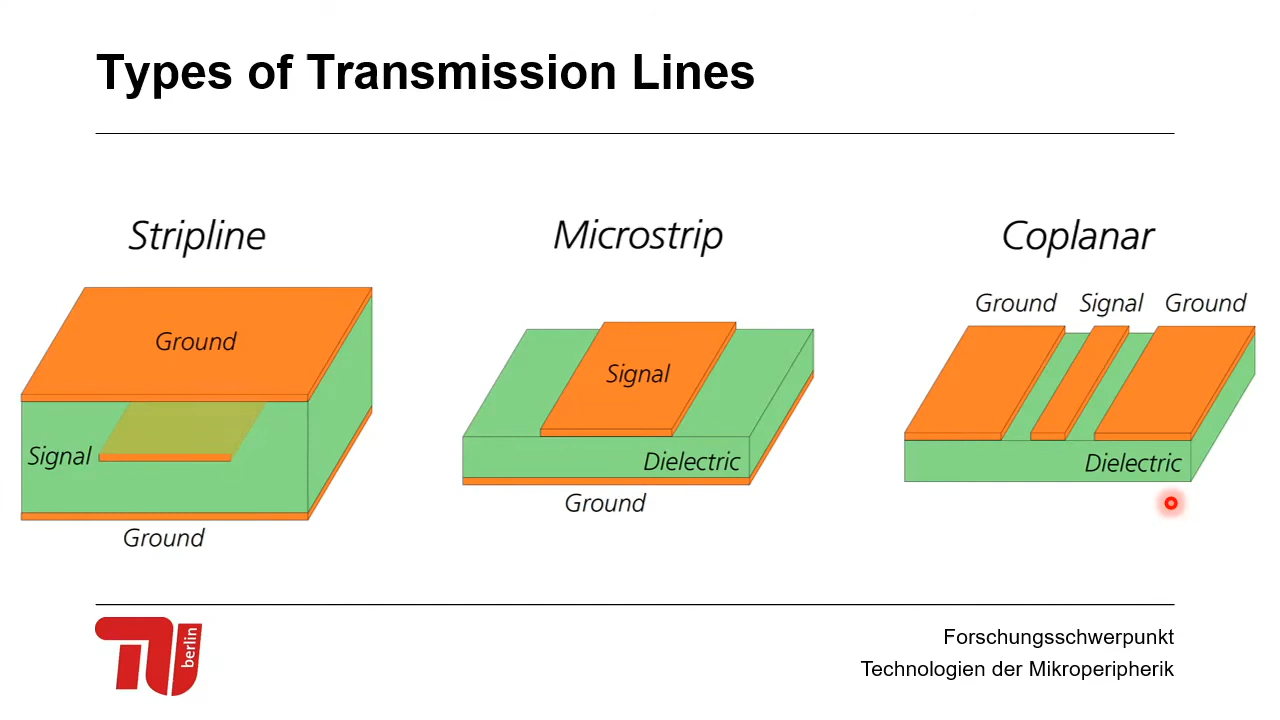 Types of Transmission Lines
Stripline
Ground
Signal
Ground
Microstrip
Signal
Dielectric
Ground
Coplanar
Ground Signal Ground
Dielectric
berlin
Forschungsschwerpunkt
Technologien der Mikroperipherik